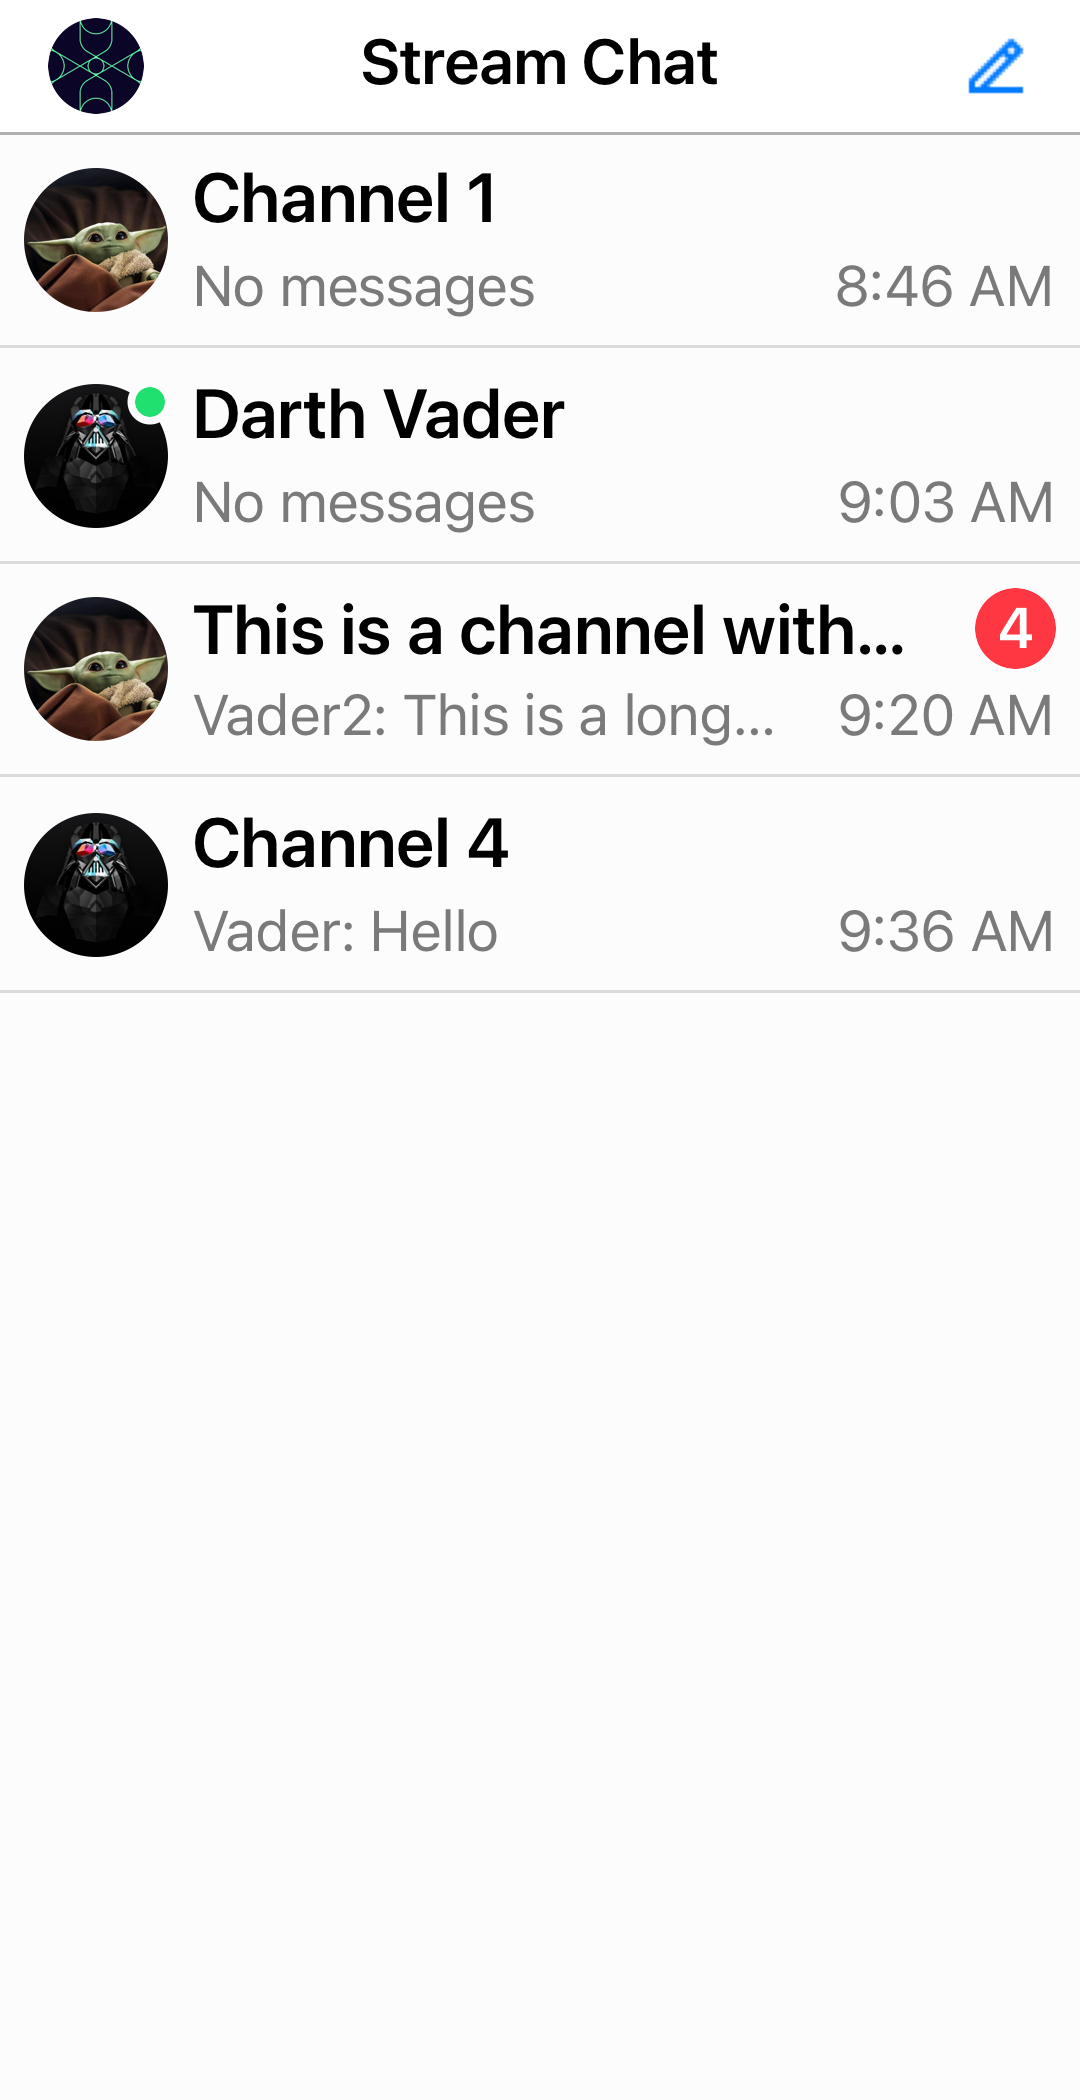 Stream Chat
Channel 1
No messages 8:46 AM
Darth Vader
No messages 9:03 AM
This is a channel with... 4
Vader2: This is a long... 9:20 AM
Channel 4
Vader: Hello 9:36 AM